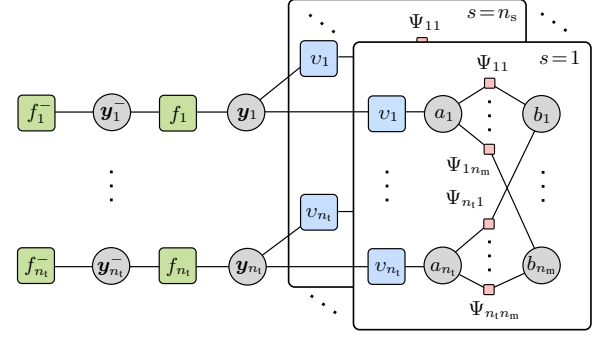 Ψ₁₁ s = nₛ
υ₁
Ψ₁₁ s = 1
f₁⁻ y₁⁻ f₁ y₁ υ₁ a₁ b₁
Ψ₁ₙₘ
Ψₙₜ₁
υₙₜ
fₙₜ⁻ yₙₜ⁻ fₙₜ yₙₜ υₙₜ aₙₜ bₙₘ
Ψₙₜₙₘ